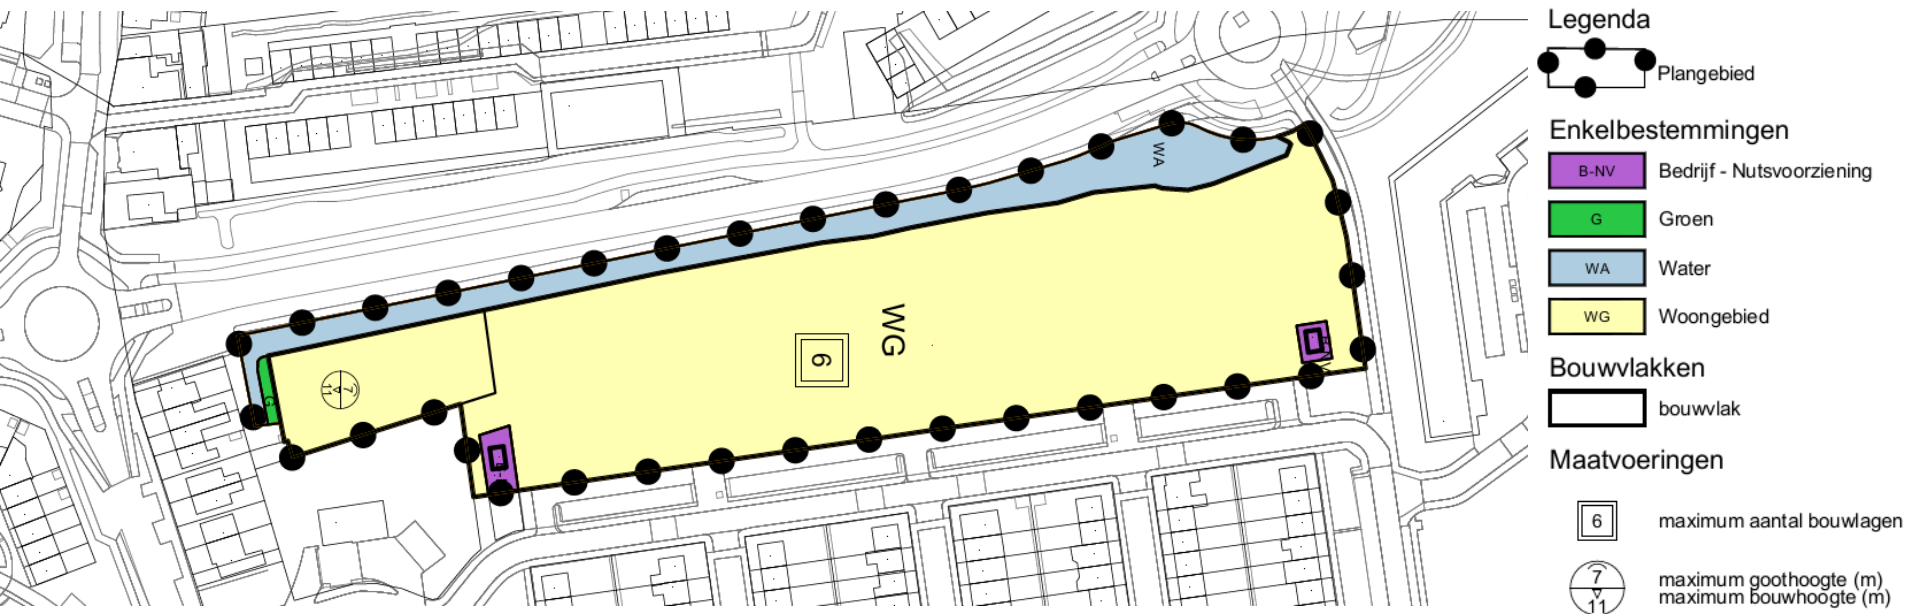 Legenda
Plangebied
Enkelbestemmingen
B-NV Bedrijf - Nutsvoorziening
G Groen
WA Water
WG Woongebied
Bouwvlakken
bouwvlak
Maatvoeringen
6 maximum aantal bouwlagen
7 maximum goothoogte (m)
11 maximum bouwhoogte (m)
WA
WG
6
7
11
G